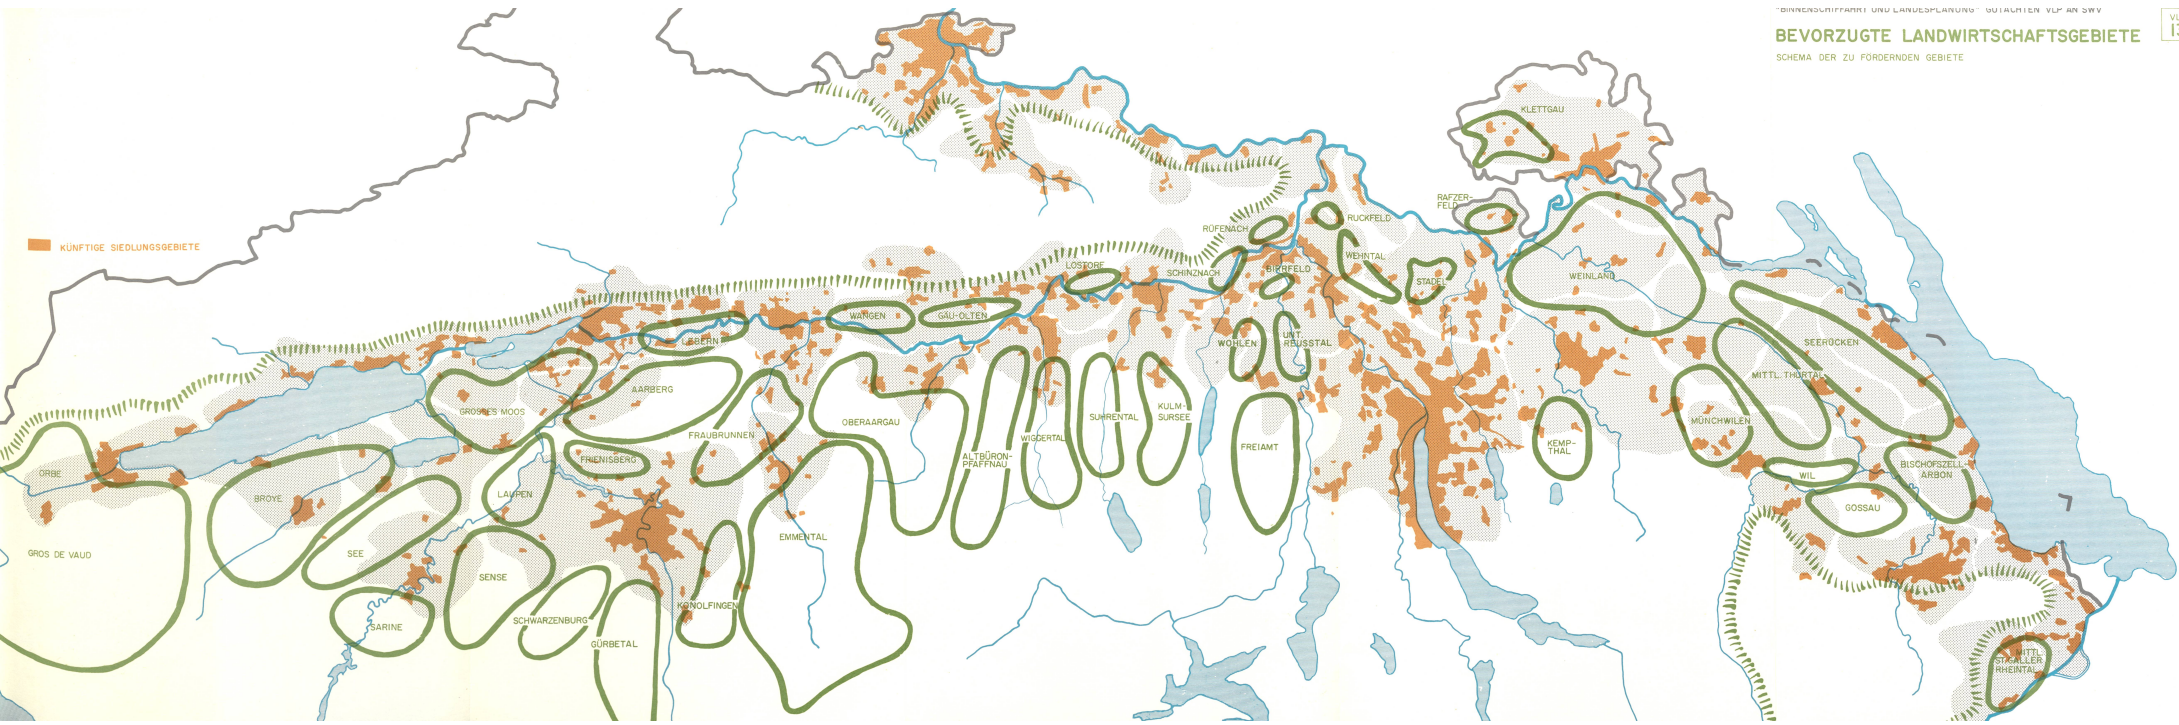 "BINNENSCHIFFAHRT UND LANDESPLANUNG" GUTACHTEN VLP AN SWV
BEVORZUGTE LANDWIRTSCHAFTSGEBIETE
SCHEMA DER ZU FÖRDERNDEN GEBIETE
KÜNFTIGE SIEDLUNGSGEBIETE
KLETTGAU
RAFZER-
FELD
RUCKFELD
RÜFENACH
WEHNTAL
LOSTORF
SCHINZNACH
BIRRFELD
STADEL
WEINLAND
WANGEN
GÄU-OLTEN
LEBERN
WOHLEN
UNT.
REUSSTAL
SEERÜCKEN
MITTL. THURTAL
AARBERG
GROSSES MOOS
OBERAARGAU
SUHRENTAL
KULM-
SURSEE
MÜNCHWILEN
FRAUBRUNNEN
WIGGERTAL
FREIAMT
KEMP-
THAL
FRIENISBERG
ALTBÜRON-
PFAFFNAU
BISCHOFSZELL-
ARBON
ORBE
WIL
BROYE
LAUPEN
GOSSAU
EMMENTAL
GROS DE VAUD
SEE
SENSE
KONOLFINGEN
SCHWARZENBURG
SARINE
GÜRBETAL
MITTL.
ST.GALLER
RHEINTAL